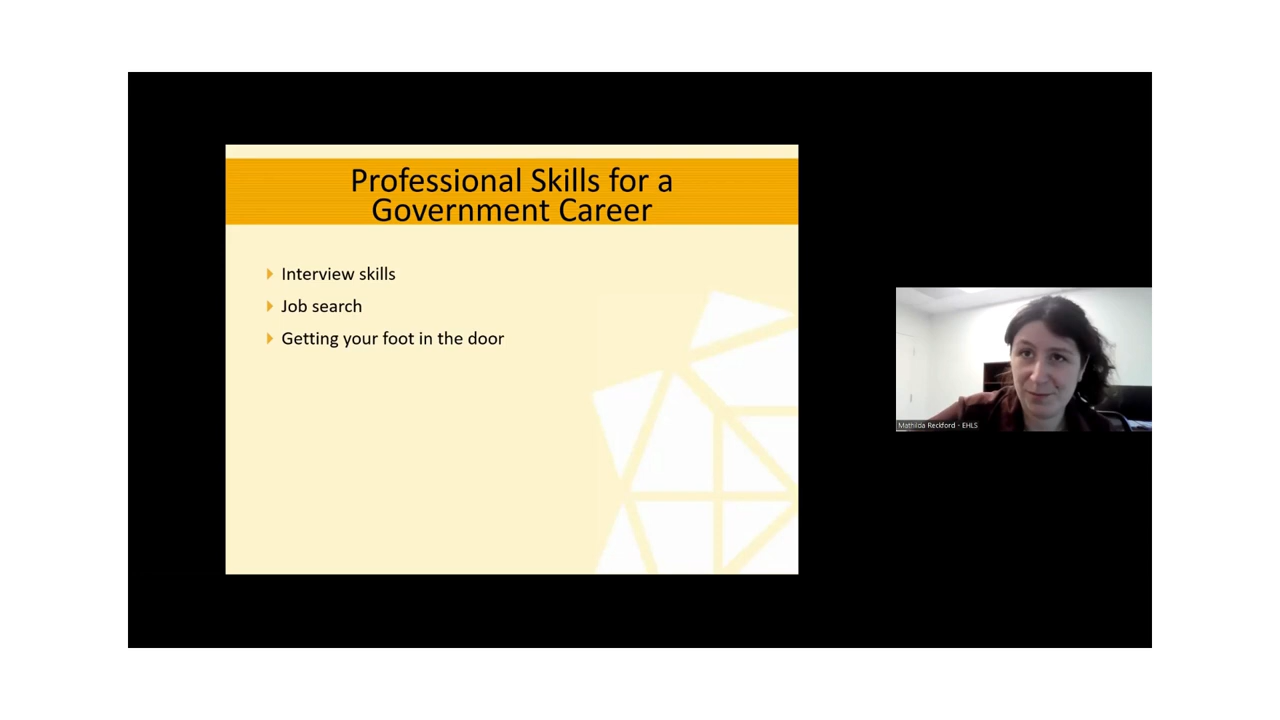 Professional Skills for a
Government Career
Interview skills
Job search
Getting your foot in the door
Mathilda Reckford - EHLS